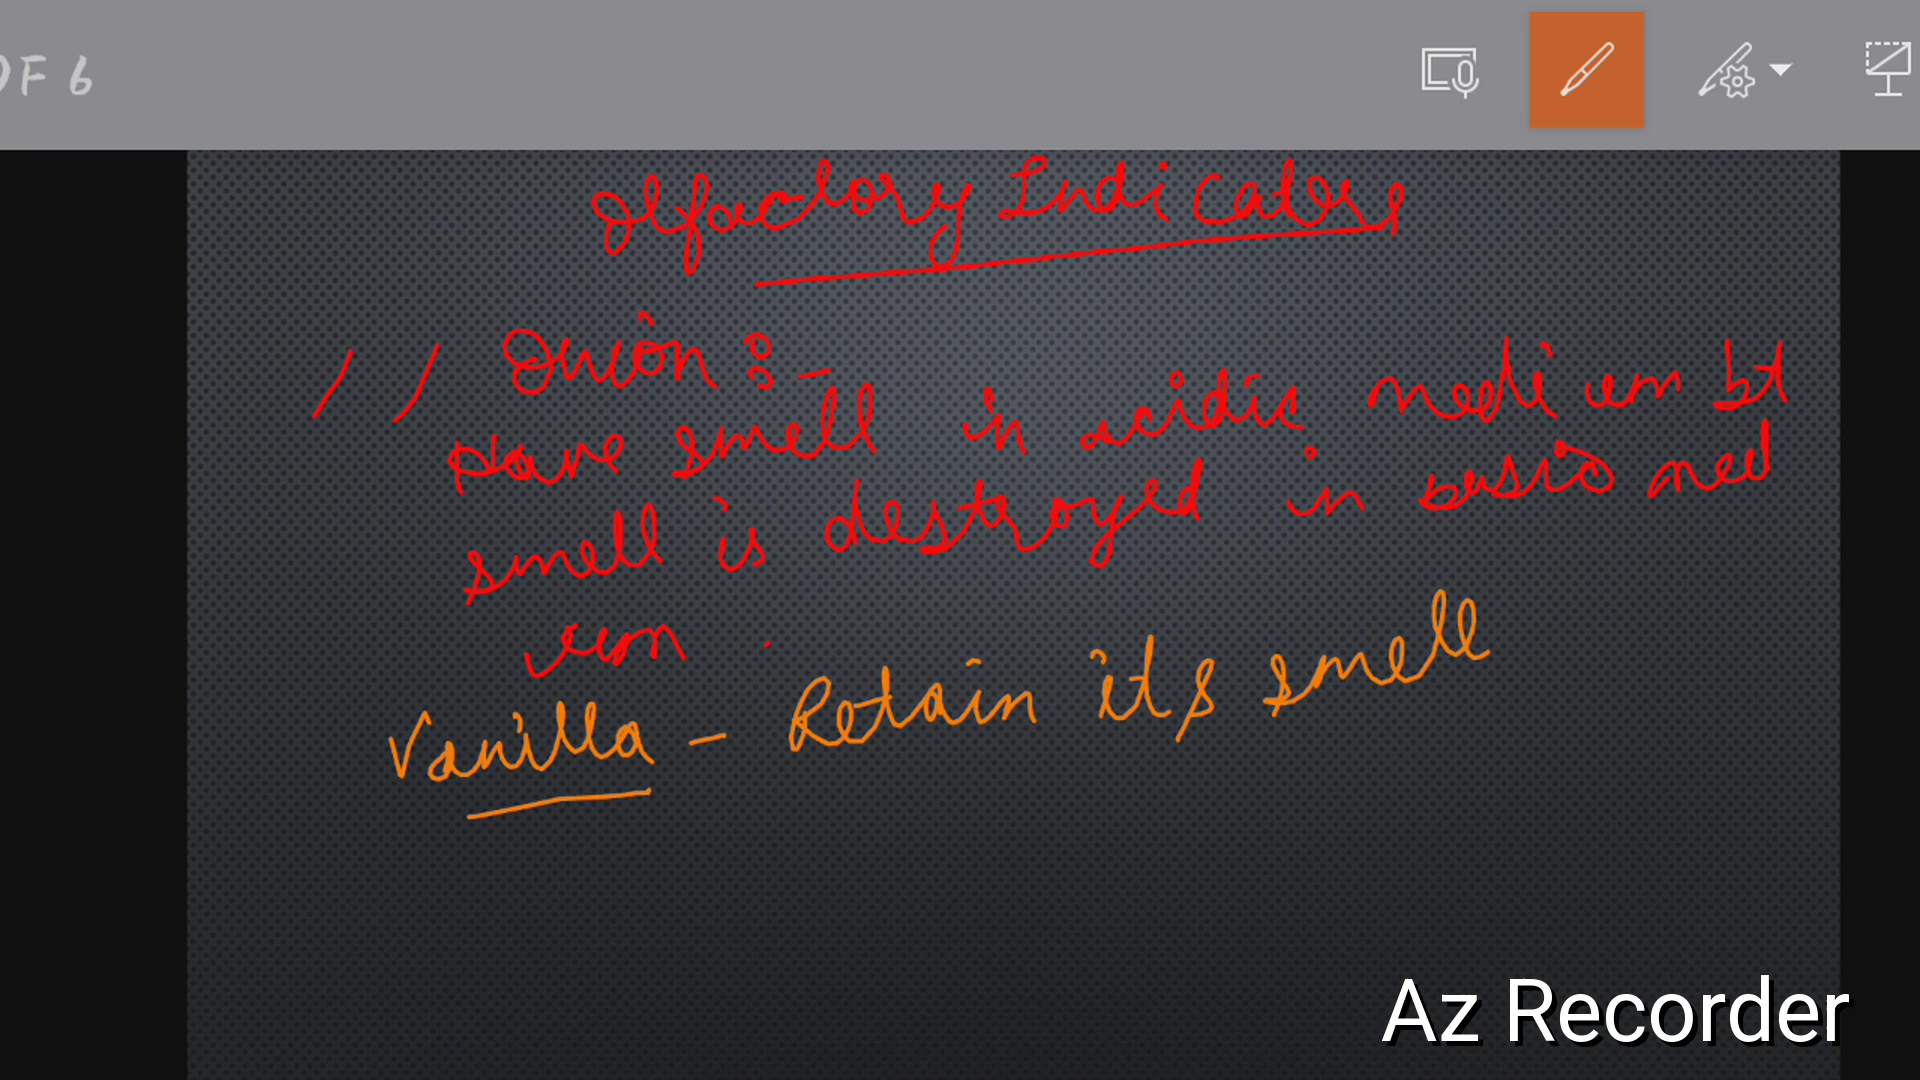 OF 6
Olfactory Indicators
Onion :-
Have smell in acidic medium bt
smell is destroyed in basic med
ium .
Vanilla - Retain its smell
Az Recorder